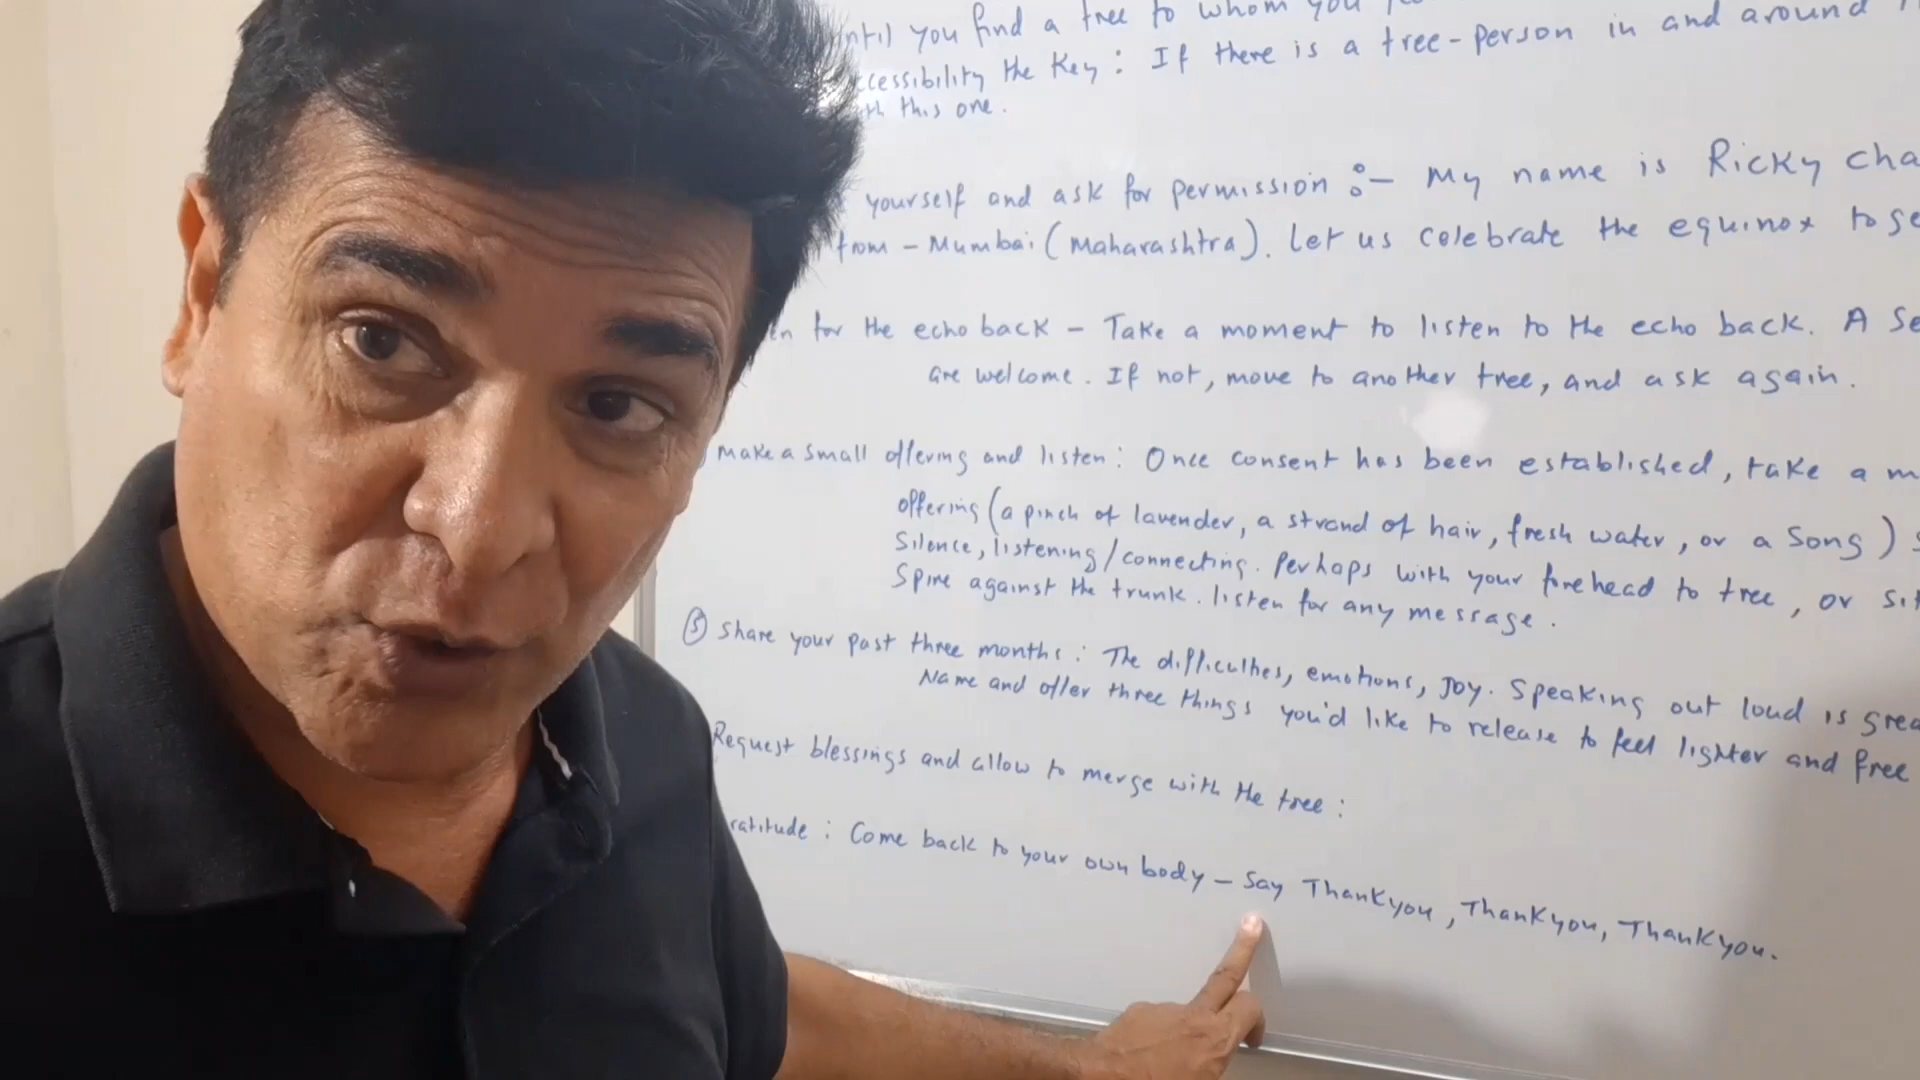 you find a tree to whom you
the Key: If there is a tree-person in and around
this one.
yourself and ask for permission :- My name is Ricky
from - Mumbai (Maharashtra). Let us celebrate the equinox
for the echo back - Take a moment to listen to the echo back. A
are welcome. If not, move to another tree, and ask again.
make a small offering and listen: Once consent has been established, take a
offering (a pinch of lavender, a strand of hair, fresh water, or a song)
Silence, listening/connecting. Perhaps with your forehead to tree, or
Spine against the trunk. listen for any message.
(5) Share your past three months: The difficulties, emotions, Joy. Speaking out loud is
Name and offer three things you'd like to release to feel lighter and free
Request blessings and allow to merge with the tree:
Come back to your own body - Say Thankyou, Thankyou, Thankyou.